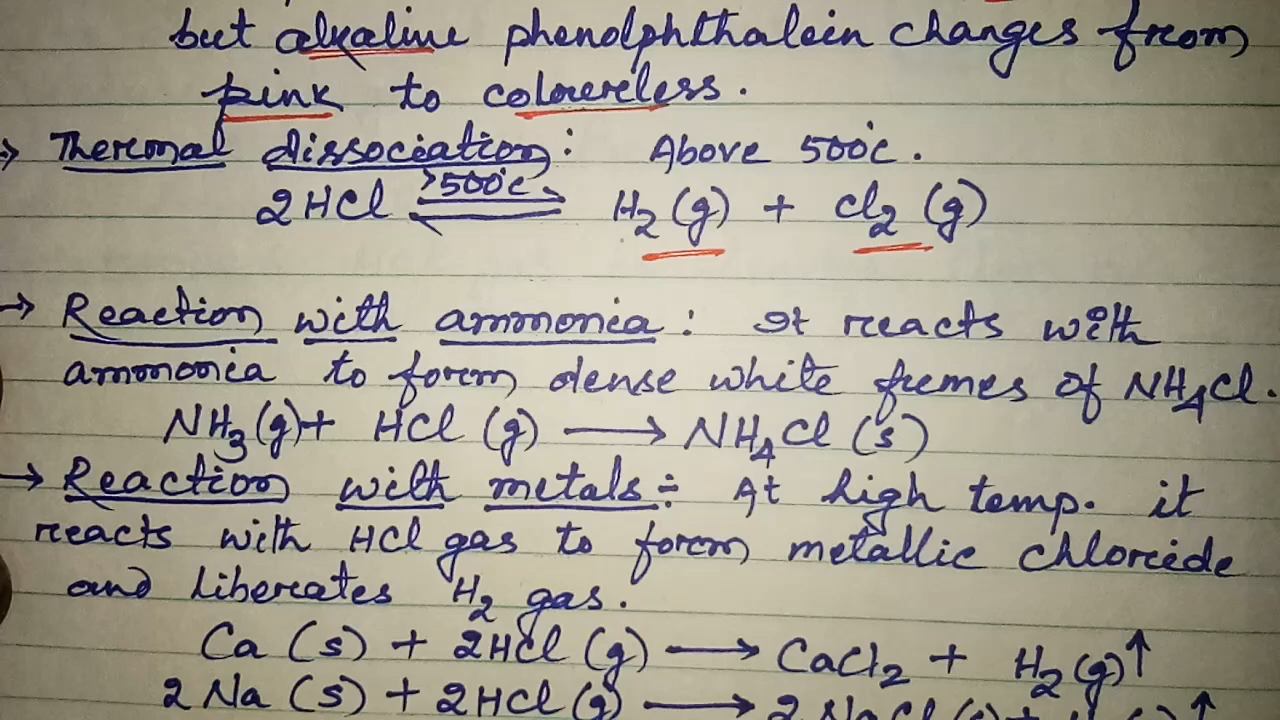 but alkaline phenolphthalein changes from
pink to colourless.
→ Thermal dissociation: Above 500°c.
2HCl >500°c ⇌ H₂(g) + Cl₂(g)
→ Reaction with ammonia: It reacts with
ammonia to form dense white fumes of NH₄Cl.
NH₃(g) + HCl (g) → NH₄Cl (s)
→ Reaction with metals:- At high temp. it
reacts with HCl gas to form metallic chloride
and liberates H₂ gas.
Ca (s) + 2HCl (g) → CaCl₂ + H₂(g)↑
2Na (s) + 2HCl (g) → 2NaCl (s) +